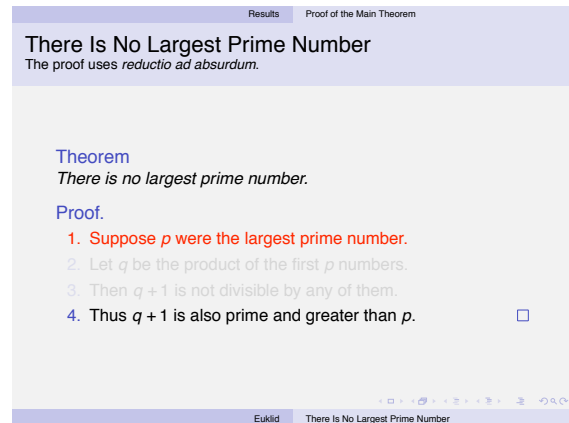 Results Proof of the Main Theorem
There Is No Largest Prime Number
The proof uses reductio ad absurdum.
Theorem
There is no largest prime number.
Proof.
1. Suppose p were the largest prime number.
2. Let q be the product of the first p numbers.
3. Then q + 1 is not divisible by any of them.
4. Thus q + 1 is also prime and greater than p.
Euklid There Is No Largest Prime Number